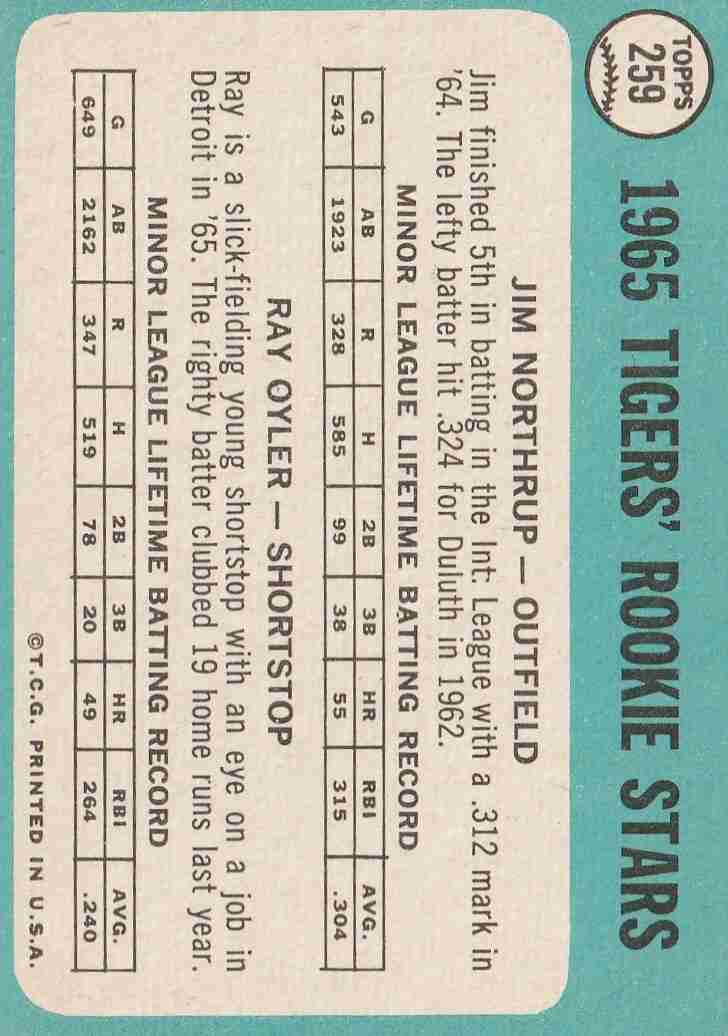 TOPPS
259
1965 TIGERS' ROOKIE STARS
JIM NORTHRUP — OUTFIELD
Jim finished 5th in batting in the Int. League with a .312 mark in
'64. The lefty batter hit .324 for Duluth in 1962.
MINOR LEAGUE LIFETIME BATTING RECORD
G AB R H 2B 3B HR RBI AVG.
543 1923 328 585 99 38 55 315 .304
RAY OYLER — SHORTSTOP
Ray is a slick-fielding young shortstop with an eye on a job in
Detroit in '65. The righty batter clubbed 19 home runs last year.
MINOR LEAGUE LIFETIME BATTING RECORD
G AB R H 2B 3B HR RBI AVG.
649 2162 347 519 78 20 49 264 .240
©T.C.G. PRINTED IN U.S.A.